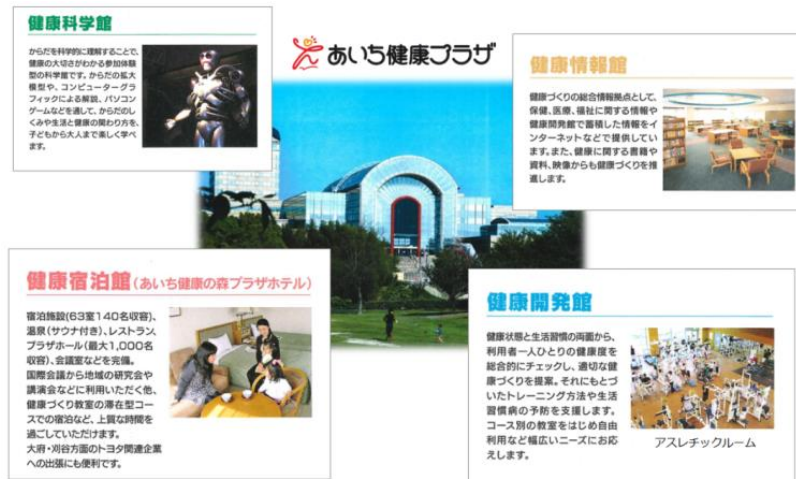 健康科学館
からだを科学的に理解することで、
健康の大切さがわかる参加体験
型の科学館です。からだの拡大
模型や、コンピューターグラ
フィックによる解説、パソコン
ゲームなどを通して、からだのし
くみや生活と健康の関わり方を、
子どもから大人まで楽しく学べ
ます。
あいち健康プラザ
健康情報館
健康づくりの総合情報拠点として、
保健、医療、福祉に関する情報や
健康開発館で蓄積した情報をイ
ンターネットなどで提供してい
ます。また、健康に関する書籍や
資料、映像からも健康づくりを推
進します。
健康宿泊館(あいち健康の森プラザホテル)
宿泊施設(63室140名収容)、
温泉(サウナ付き)、レストラン、
プラザホール(最大1,000名
収容)、会議室などを完備。
国際会議から地域の研究会や
講演会などに利用いただく他、
健康づくり教室の滞在型コー
スでの宿泊など、上質な時間を
過ごしていただけます。
大府・刈谷方面のトヨタ関連企業
への出張にも便利です。
健康開発館
健康状態と生活習慣の両面から、
利用者一人ひとりの健康度を
総合的にチェックし、適切な健
康づくりを提案。それにもとづ
いたトレーニング方法や生活
習慣病の予防を支援します。
コース別の教室をはじめ自由
利用など幅広いニーズにお応
えします。
アスレチックルーム